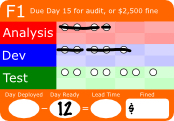 F1 Due Day 15 for audit, or $2,500 fine
Analysis
Dev
Test
Day Deployed Day Ready Lead Time Fined
- 12 = $